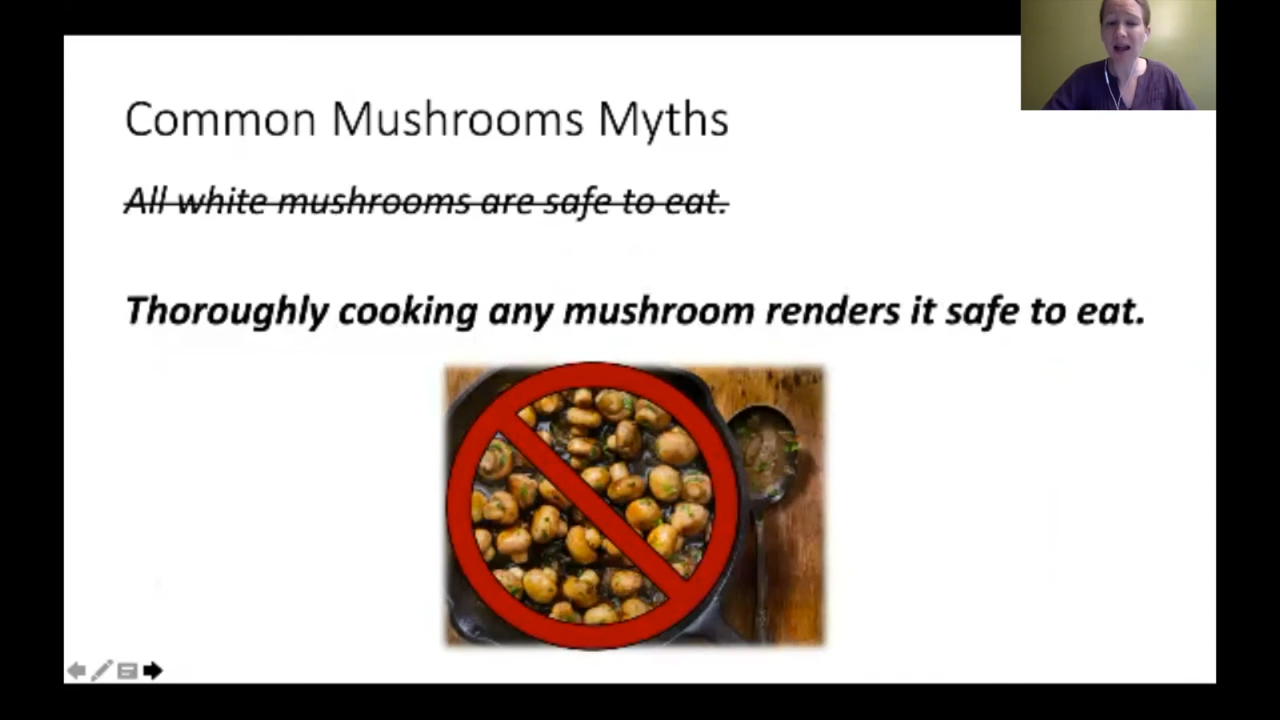 Common Mushrooms Myths
All white mushrooms are safe to eat.
Thoroughly cooking any mushroom renders it safe to eat.